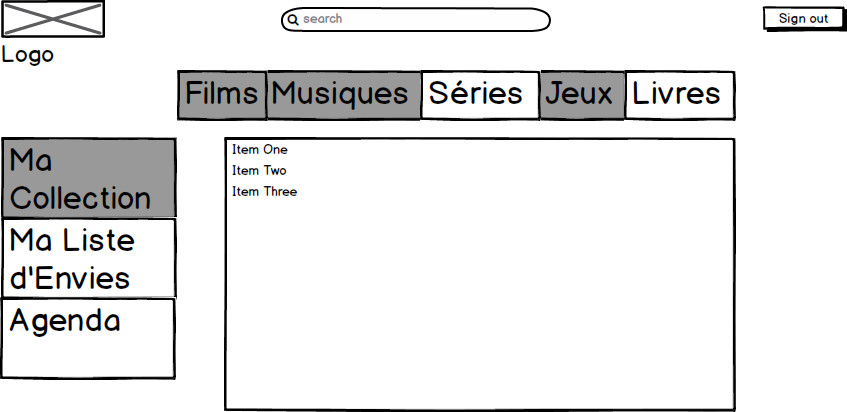 search
Sign out
Logo
Films Musiques Séries Jeux Livres
Ma
Collection
Ma Liste
d'Envies
Agenda
Item One
Item Two
Item Three